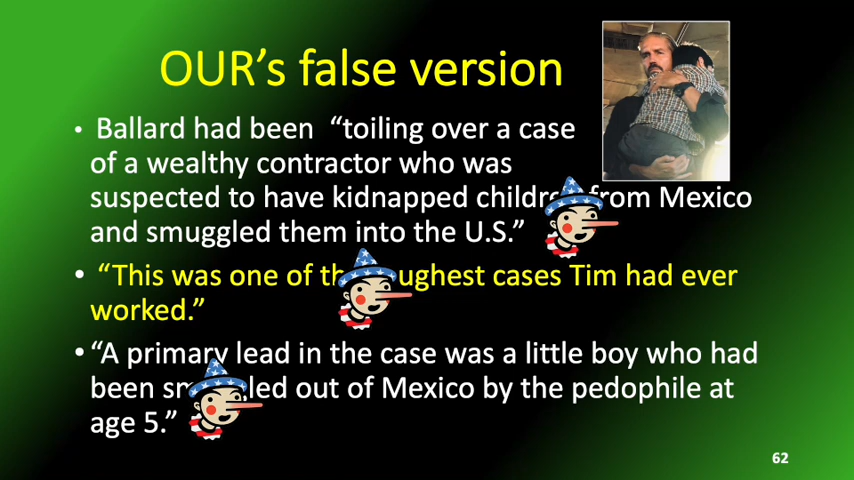 OUR's false version
• Ballard had been “toiling over a case
of a wealthy contractor who was
suspected to have kidnapped children from Mexico
and smuggled them into the U.S.”
• “This was one of the toughest cases Tim had ever
worked.”
• “A primary lead in the case was a little boy who had
been smuggled out of Mexico by the pedophile at
age 5.”
62